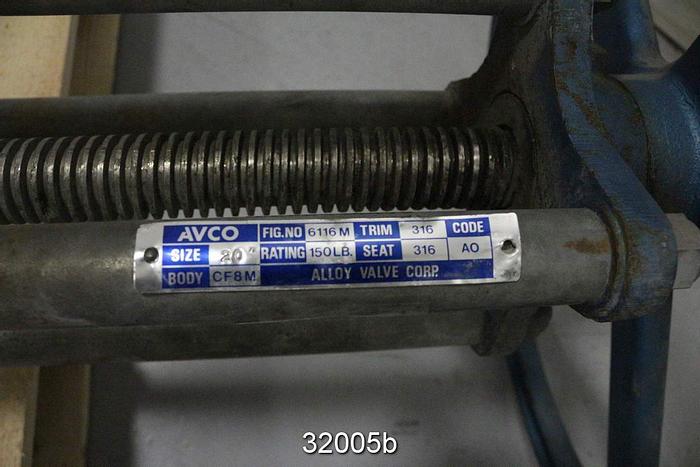 AVCO FIG.NO 6116M TRIM 316 CODE
SIZE 20" RATING 150LB. SEAT 316 AO
BODY CF8M ALLOY VALVE CORP.
32005b